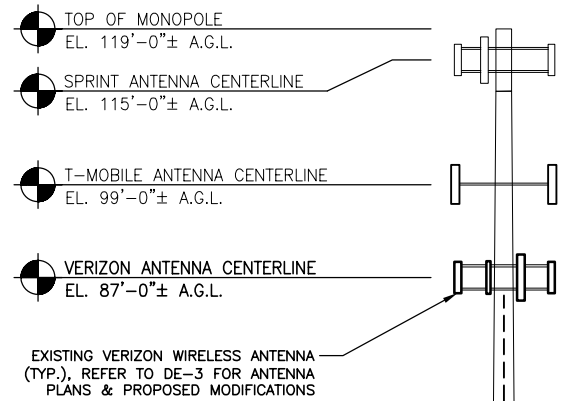 TOP OF MONOPOLE
EL. 119'-0"± A.G.L.
SPRINT ANTENNA CENTERLINE
EL. 115'-0"± A.G.L.
T-MOBILE ANTENNA CENTERLINE
EL. 99'-0"± A.G.L.
VERIZON ANTENNA CENTERLINE
EL. 87'-0"± A.G.L.
EXISTING VERIZON WIRELESS ANTENNA
(TYP.), REFER TO DE-3 FOR ANTENNA
PLANS & PROPOSED MODIFICATIONS